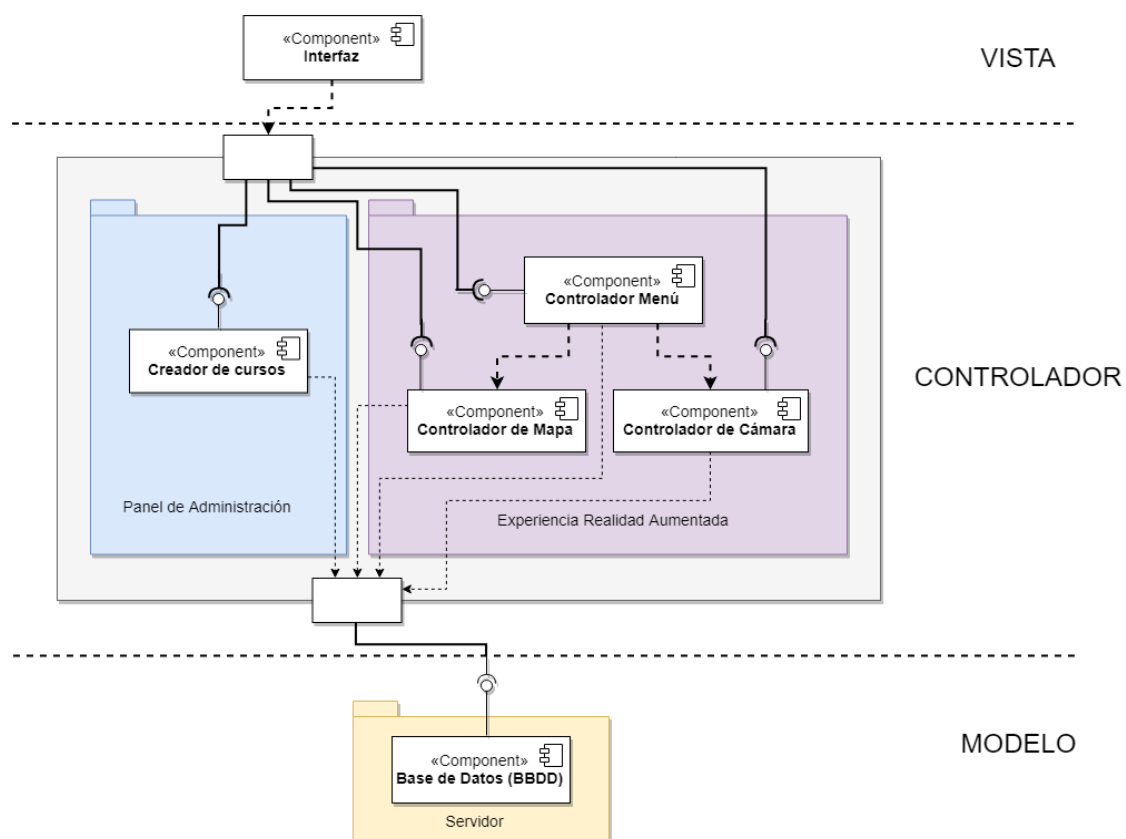 «Component»
Interfaz
VISTA
«Component»
Controlador Menú
«Component»
Creador de cursos
CONTROLADOR
«Component»
Controlador de Mapa
«Component»
Controlador de Cámara
Panel de Administración
Experiencia Realidad Aumentada
MODELO
«Component»
Base de Datos (BBDD)
Servidor